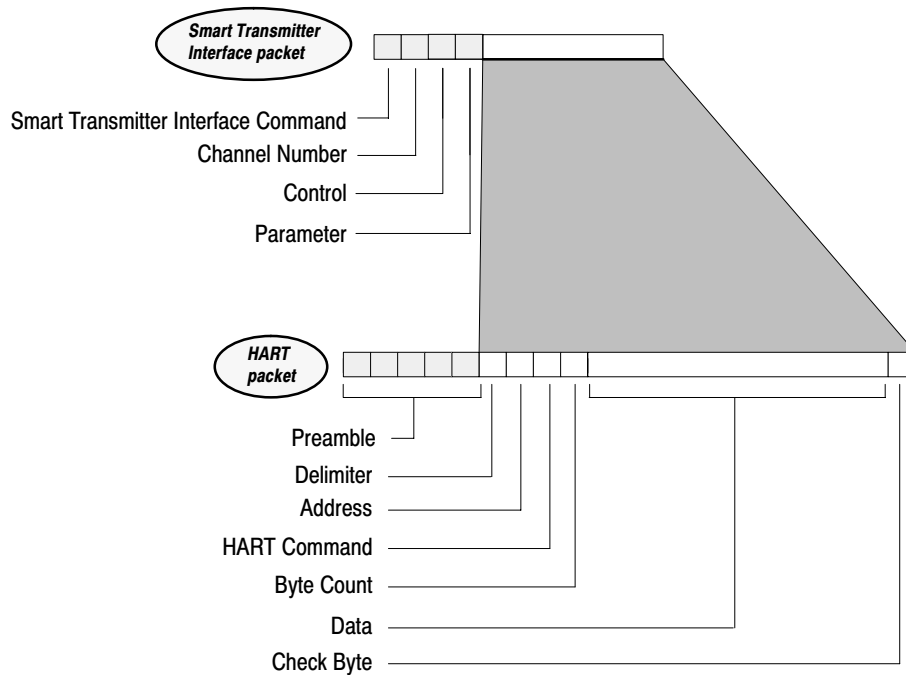 Smart Transmitter
Interface packet
Smart Transmitter Interface Command
Channel Number
Control
Parameter
HART
packet
Preamble
Delimiter
Address
HART Command
Byte Count
Data
Check Byte